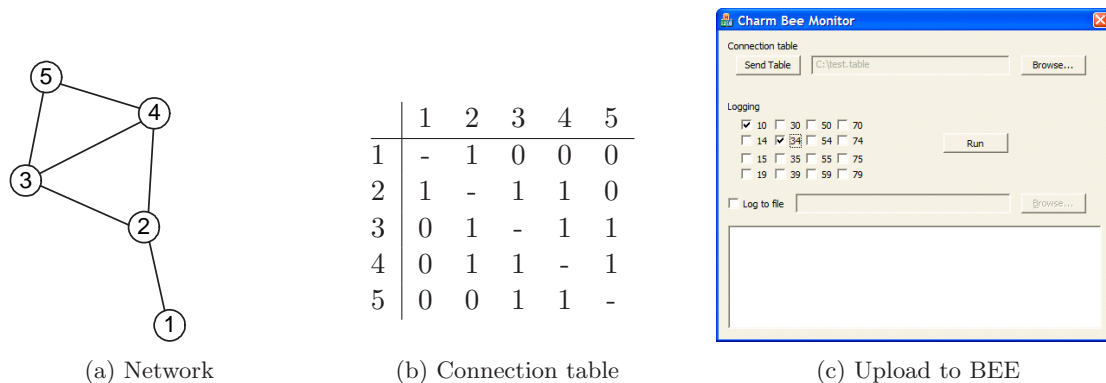 5
4
3
2
1
(a) Network
1 2 3 4 5
1 - 1 0 0 0
2 1 - 1 1 0
3 0 1 - 1 1
4 0 1 1 - 1
5 0 0 1 1 -
(b) Connection table
Charm Bee Monitor
Connection table
Send Table C:\test.table Browse...
Logging
10 30 50 70
14 34 54 74
15 35 55 75
19 39 59 79
Run
Log to file Browse...
(c) Upload to BEE